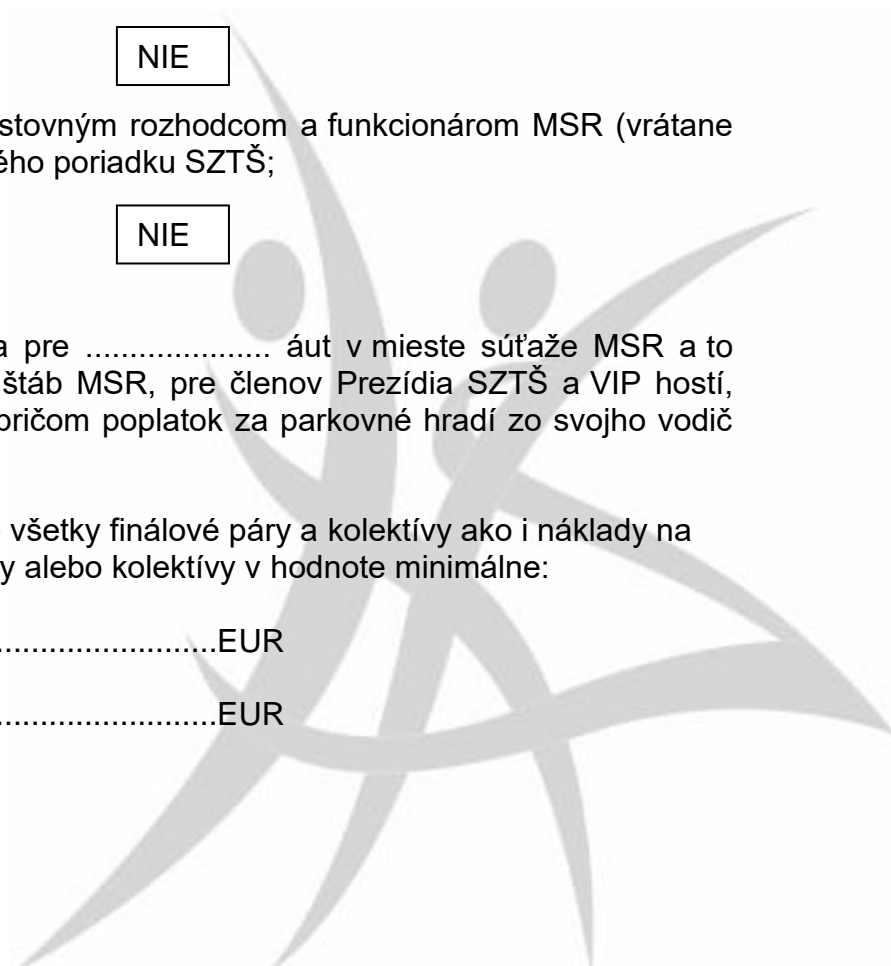 NIE
stovným rozhodcom a funkcionárom MSR (vrátane
ého poriadku SZTŠ;
NIE
a pre ..................... áut v mieste súťaže MSR a to
štáb MSR, pre členov Prezídia SZTŠ a VIP hostí,
pričom poplatok za parkovné hradí zo svojho vodič
všetky finálové páry a kolektívy ako i náklady na
y alebo kolektívy v hodnote minimálne:
.........................EUR
.........................EUR